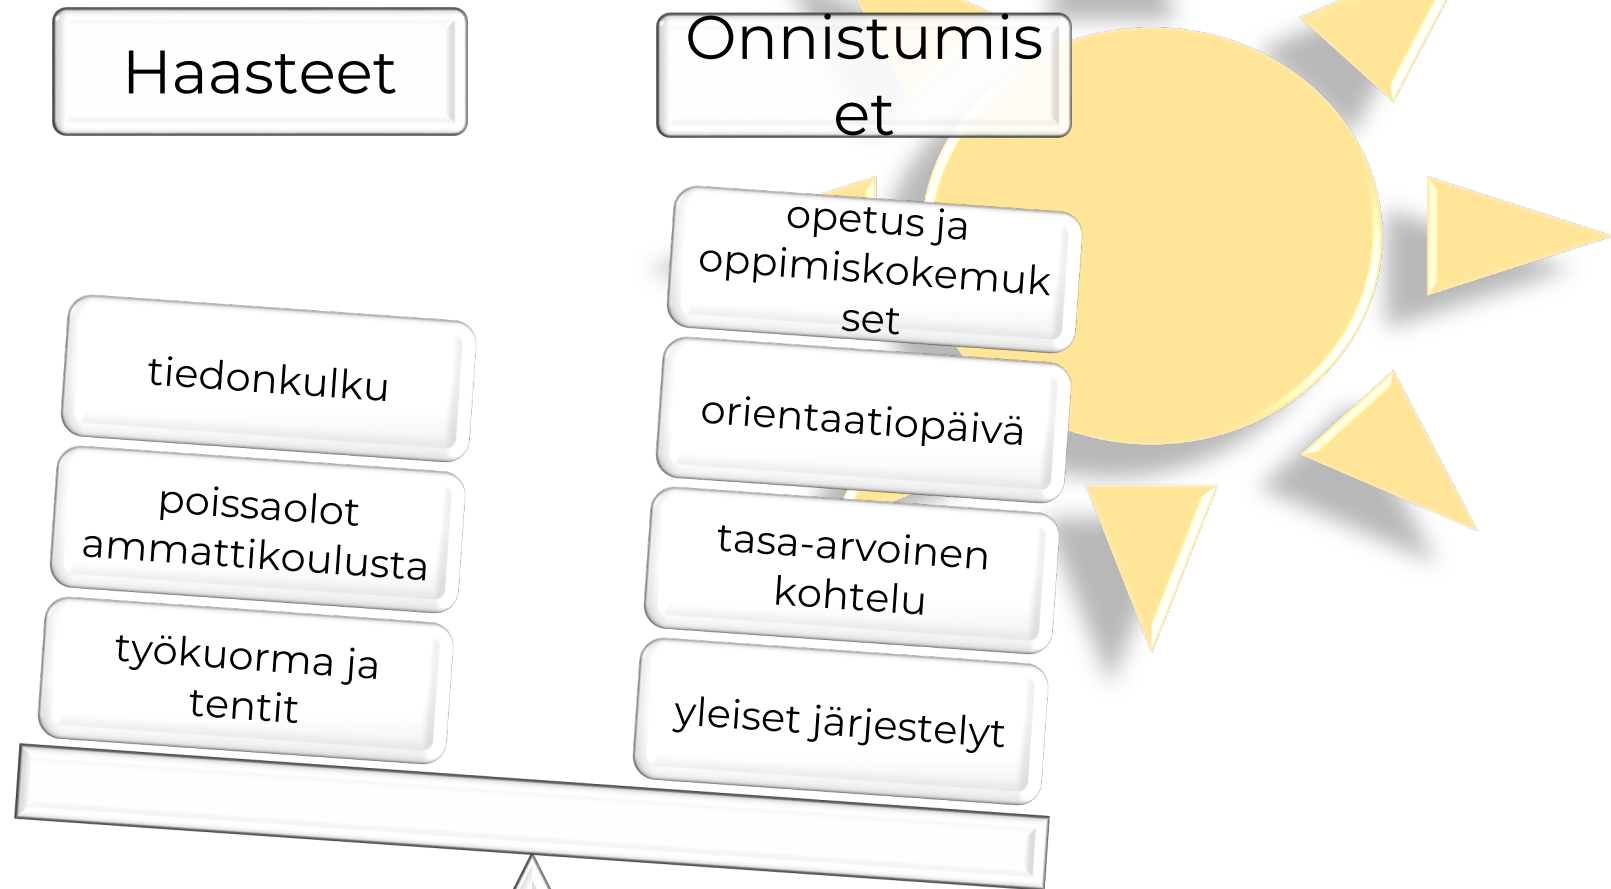 Haasteet
Onnistumis
et
tiedonkulku
poissaolot
ammattikoulusta
työkuorma ja
tentit
opetus ja
oppimiskokemuk
set
orientaatiopäivä
tasa-arvoinen
kohtelu
yleiset järjestelyt